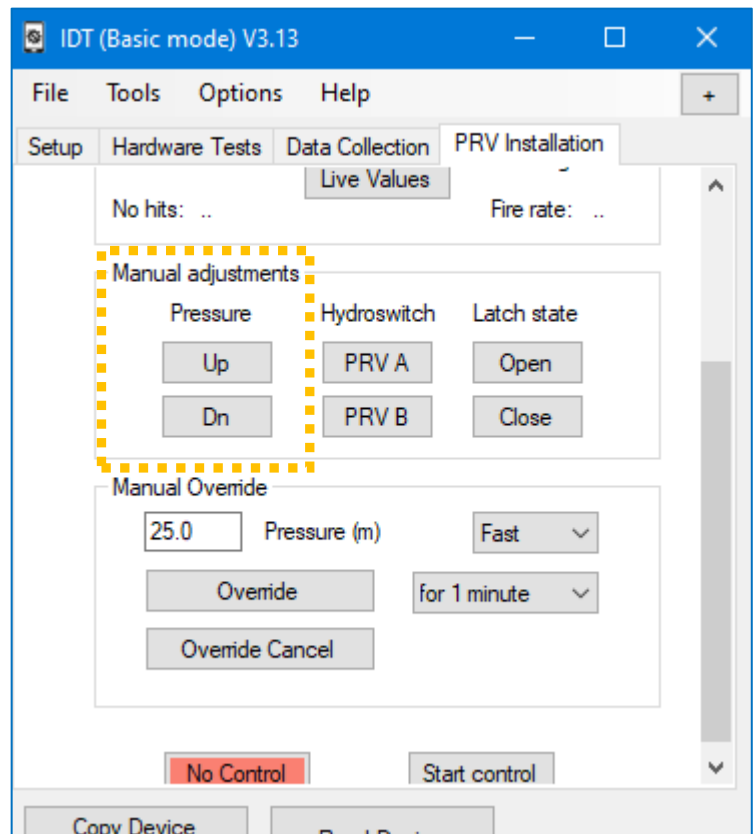 IDT (Basic mode) V3.13
File Tools Options Help +
Setup Hardware Tests Data Collection PRV Installation
Live Values
No hits: .. Fire rate: ..
Manual adjustments
Pressure Hydroswitch Latch state
Up PRV A Open
Dn PRV B Close
Manual Override
25.0 Pressure (m) Fast
Override for 1 minute
Override Cancel
No Control Start control
Copy Device